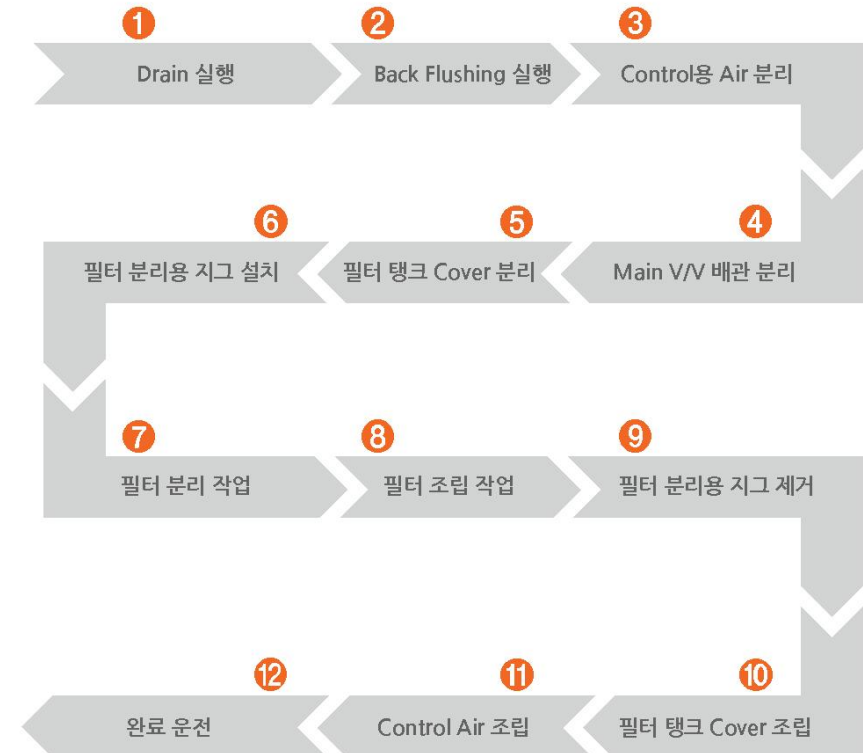 1
Drain 실행
2
Back Flushing 실행
3
Control용 Air 분리
4
Main V/V 배관 분리
5
필터 탱크 Cover 분리
6
필터 분리용 지그 설치
7
필터 분리 작업
8
필터 조립 작업
9
필터 분리용 지그 제거
10
필터 탱크 Cover 조립
11
Control Air 조립
12
완료 운전